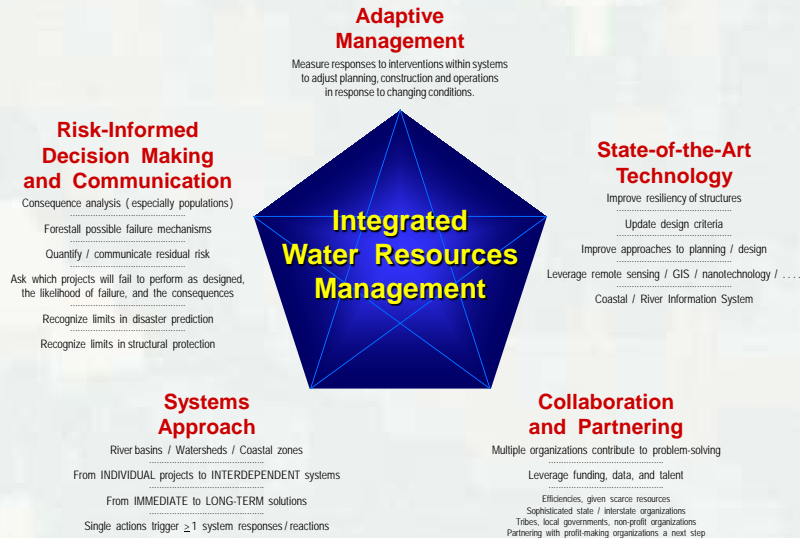 Adaptive
Management
Measure responses to interventions within systems
to adjust planning, construction and operations
in response to changing conditions.
Risk-Informed
Decision Making
and Communication
Consequence analysis (especially populations)
Forestall possible failure mechanisms
Quantify / communicate residual risk
Ask which projects will fail to perform as designed,
the likelihood of failure, and the consequences
Recognize limits in disaster prediction
Recognize limits in structural protection
Integrated
Water Resources
Management
State-of-the-Art
Technology
Improve resiliency of structures
Update design criteria
Improve approaches to planning / design
Leverage remote sensing / GIS / nanotechnology / ....
Coastal / River Information System
Systems
Approach
River basins / Watersheds / Coastal zones
From INDIVIDUAL projects to INTERDEPENDENT systems
From IMMEDIATE to LONG-TERM solutions
Single actions trigger ≥1 system responses / reactions
Collaboration
and Partnering
Multiple organizations contribute to problem-solving
Leverage funding, data, and talent
Efficiencies, given scarce resources
Sophisticated state / interstate organizations
Tribes, local governments, non-profit organizations
Partnering with profit-making organizations a next step